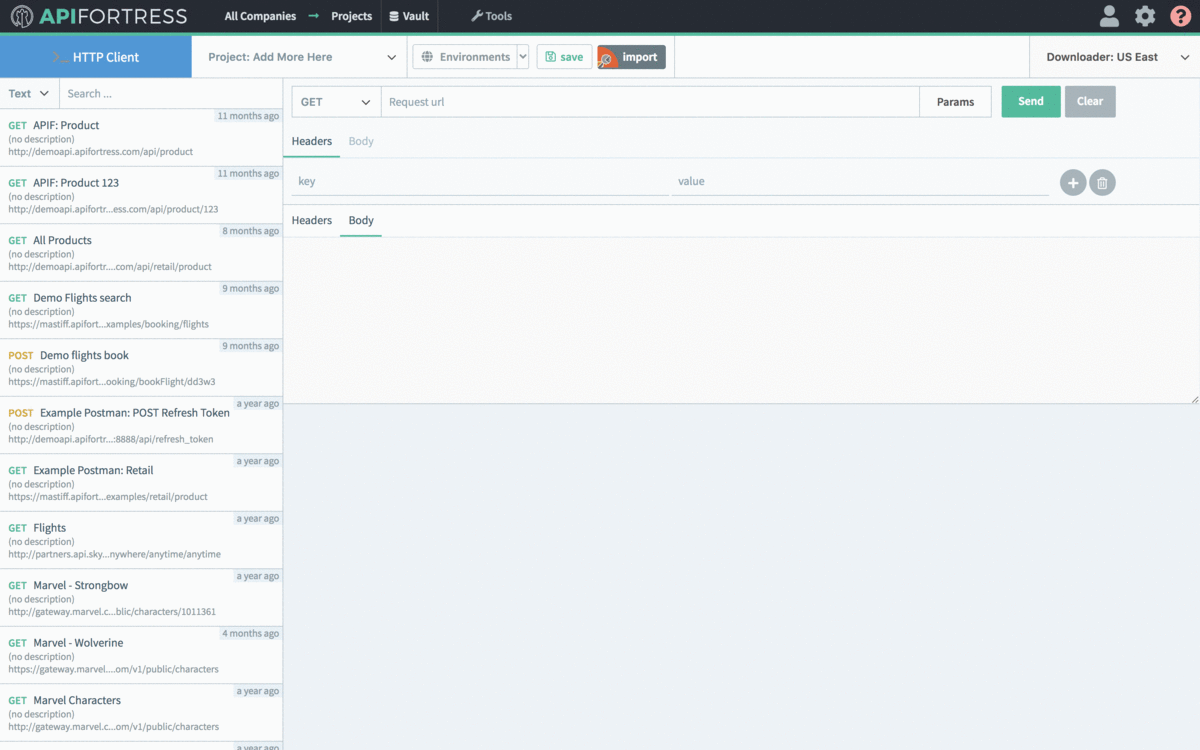 APIFORTRESS
All Companies → Projects
Vault
Tools
?
>_ HTTP Client
Project: Add More Here
Environments
save
import
Downloader: US East
Text
Search ...
GET
Request url
Params
Send
Clear
Headers
Body
key
value
Headers
Body
11 months ago
GET APIF: Product
(no description)
http://demoapi.apifortress.com/api/product
11 months ago
GET APIF: Product 123
(no description)
http://demoapi.apifortr...ess.com/api/product/123
8 months ago
GET All Products
(no description)
http://demoapi.apifortr....com/api/retail/product
9 months ago
GET Demo Flights search
(no description)
https://mastiff.apifort...xamples/booking/flights
9 months ago
POST Demo flights book
(no description)
https://mastiff.apifort...ooking/bookFlight/dd3w3
a year ago
POST Example Postman: POST Refresh Token
(no description)
http://demoapi.apifortr...:8888/api/refresh_token
a year ago
GET Example Postman: Retail
(no description)
https://mastiff.apifort...examples/retail/product
a year ago
GET Flights
(no description)
http://partners.api.sky...nywhere/anytime/anytime
a year ago
GET Marvel - Strongbow
(no description)
http://gateway.marvel.c...blic/characters/1011361
4 months ago
GET Marvel - Wolverine
(no description)
https://gateway.marvel....om/v1/public/characters
a year ago
GET Marvel Characters
(no description)
http://gateway.marvel.c...om/v1/public/characters
a year ago